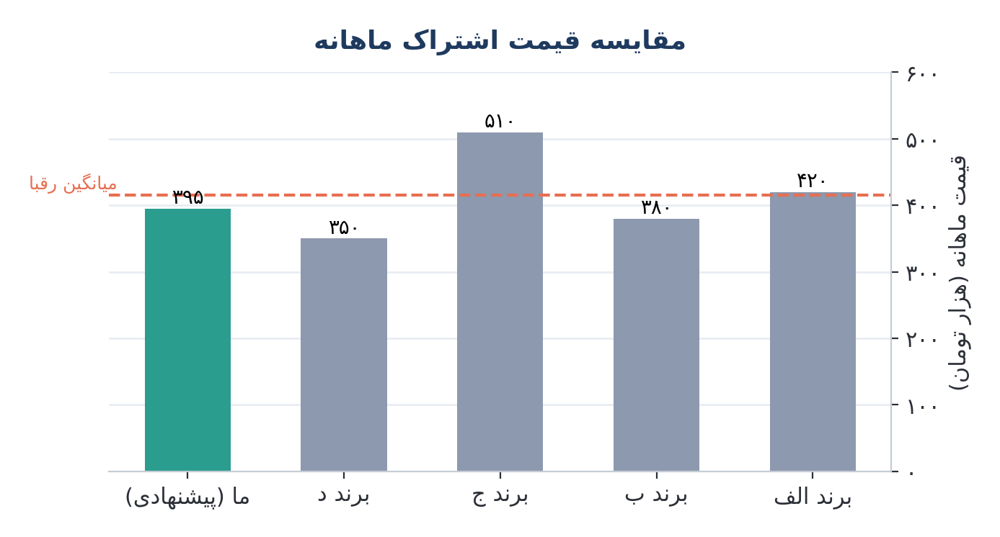 مقایسه قیمت اشتراک ماهانه
قیمت ماهانه (هزار تومان)
۶۰۰
۵۰۰
۴۰۰
۳۰۰
۲۰۰
۱۰۰
۰
۴۲۰
۳۸۰
۵۱۰
۳۵۰
۳۹۵
میانگین رقبا
برند الف
برند ب
برند ج
برند د
ما (پیشنهادی)